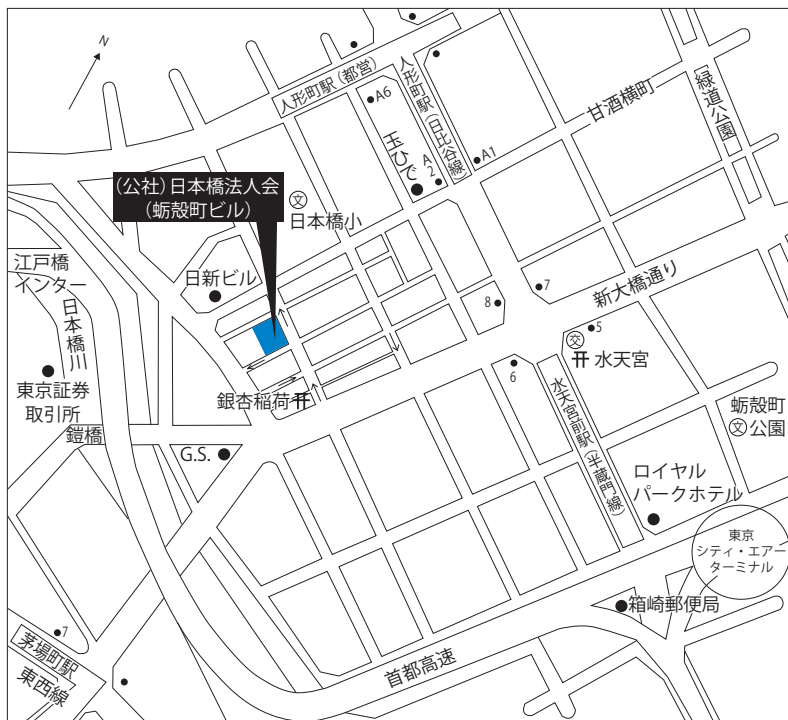 N
人形町駅(都営)
人形町駅(日比谷線)
A6
甘酒横町
緑道公園
玉ひで
A2
A1
(公社)日本橋法人会
(蛎殻町ビル)
文
日本橋小
江戸橋
インター
日本橋川
日新ビル
7
新大橋通り
8
5
交
水天宮
東京証券
取引所
銀杏稲荷
6
水天宮前駅(半蔵門線)
蛎殻町
文
公園
鎧橋
G.S.
ロイヤル
パークホテル
東京
シティ・エアー
ターミナル
箱崎郵便局
7
茅場町駅
東西線
首都高速